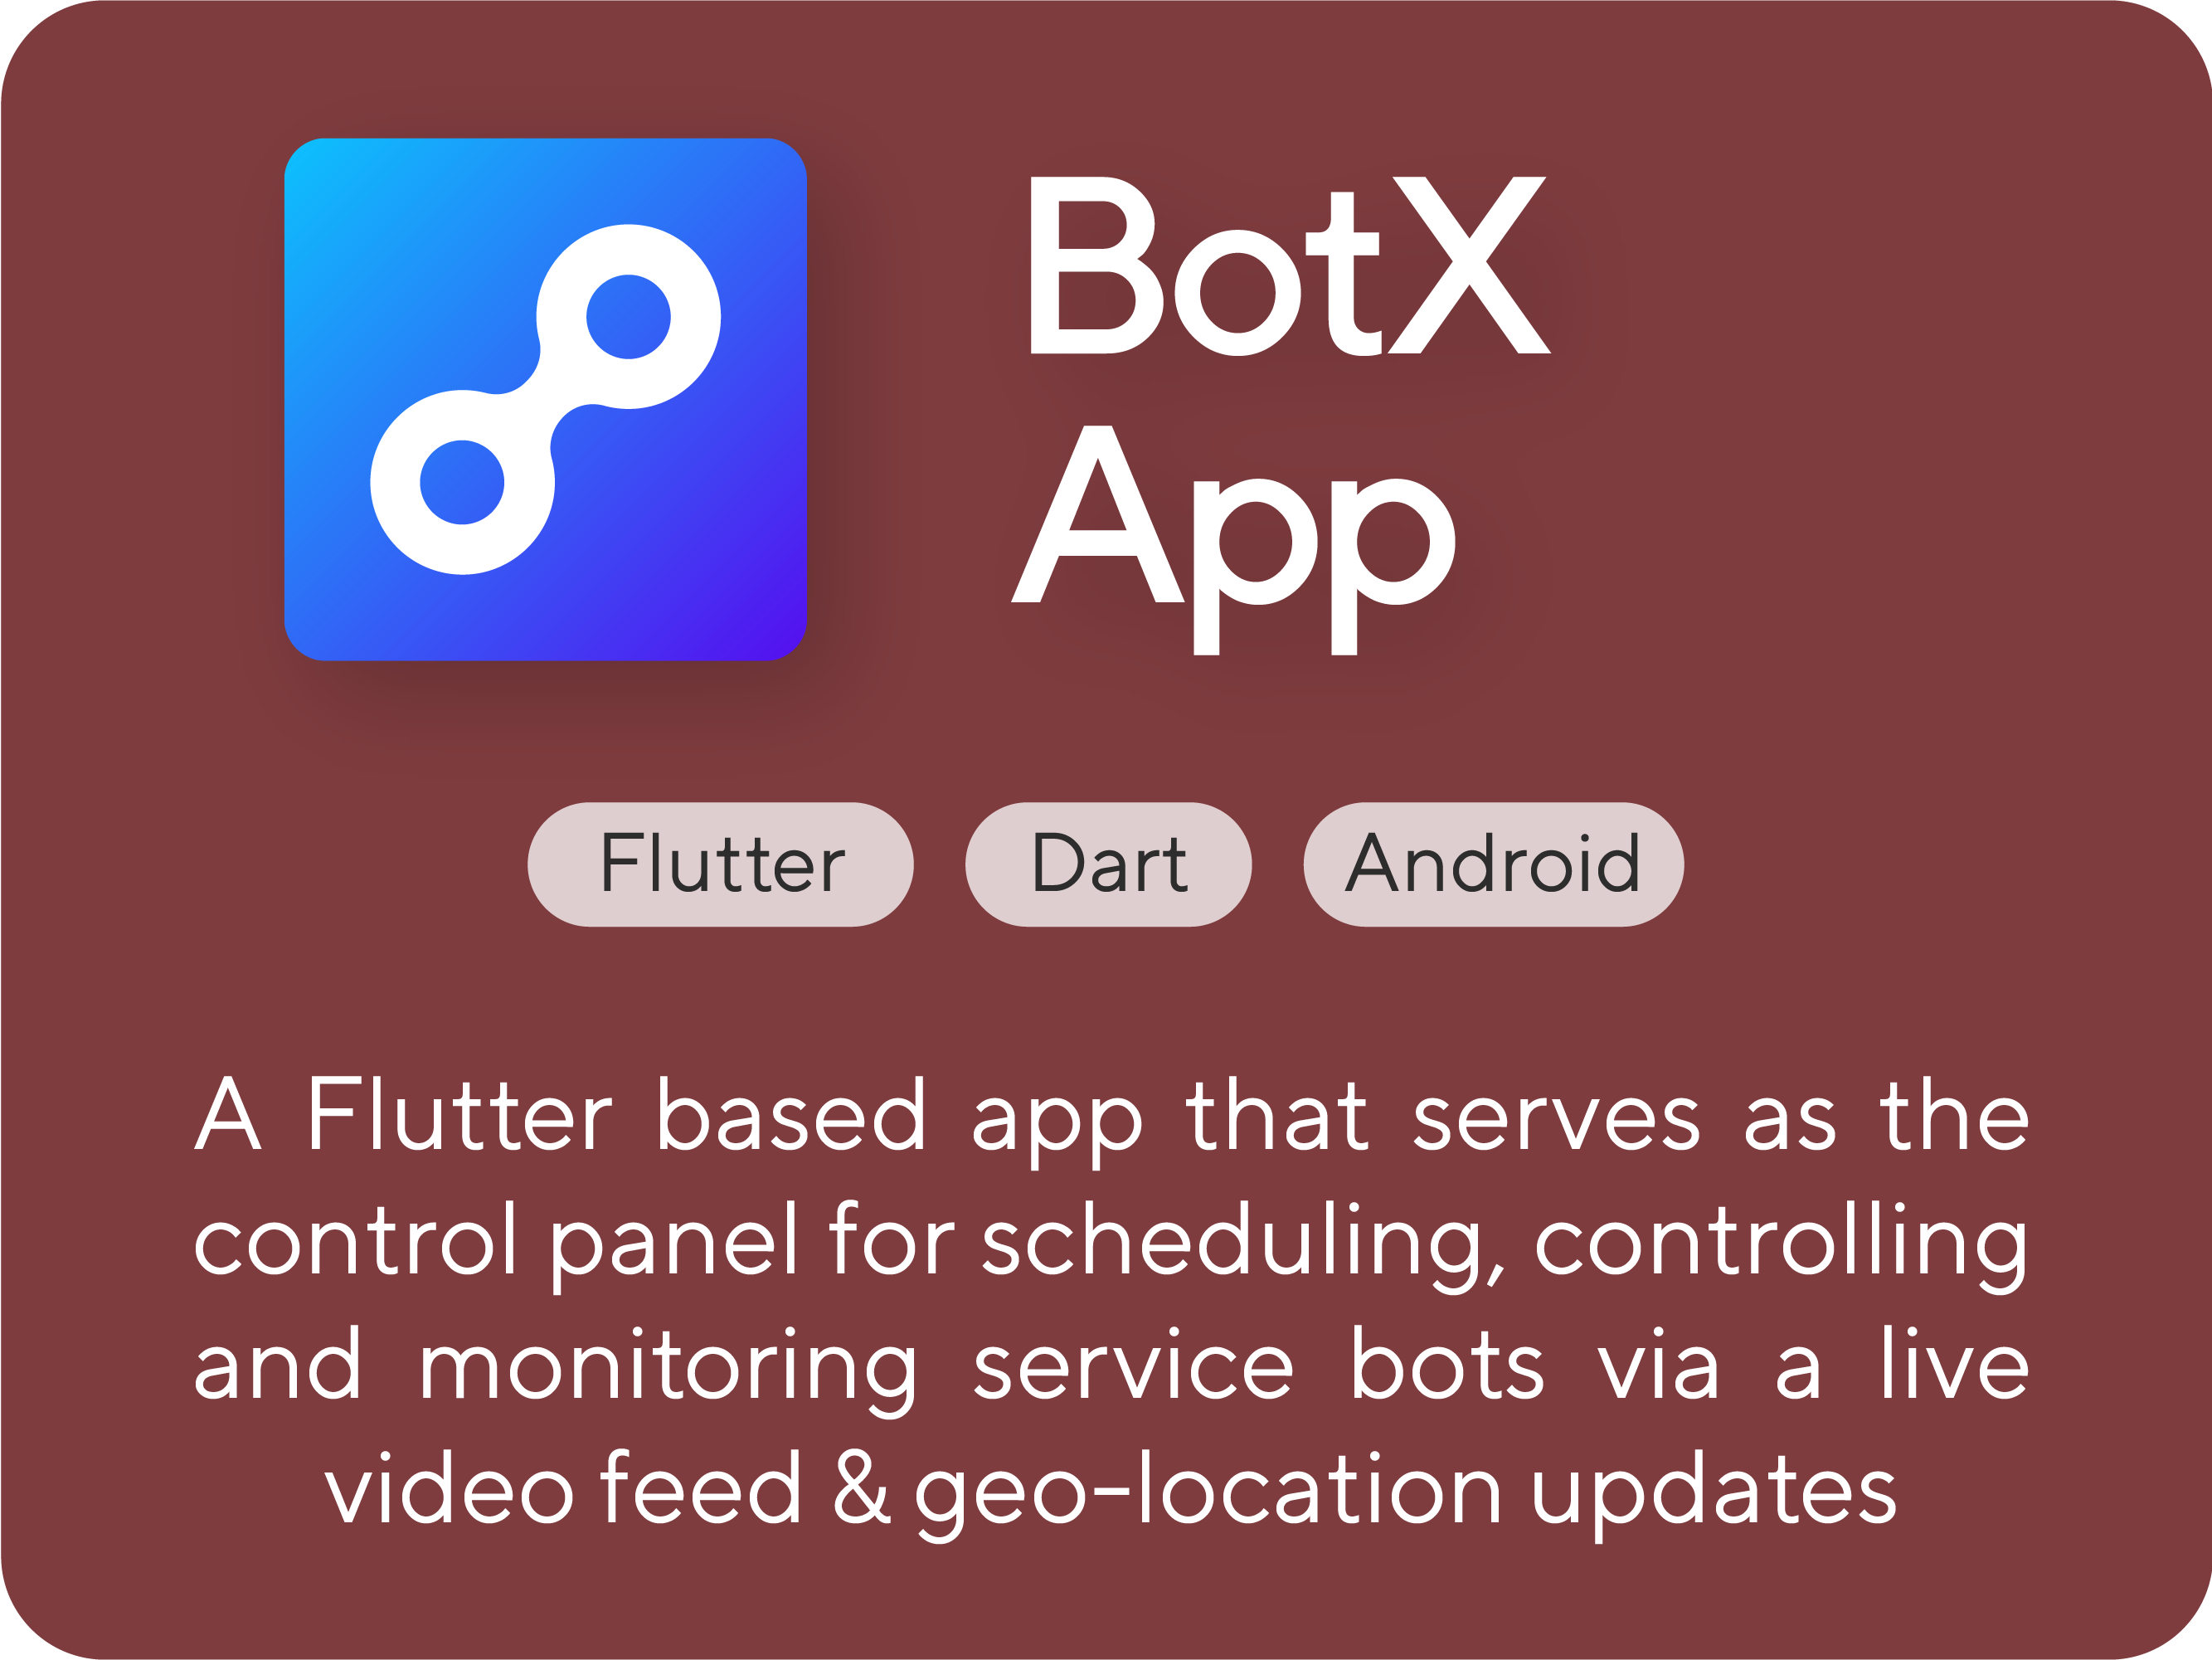 BotX
App
Flutter Dart Android
A Flutter based app that serves as the
control panel for scheduling, controlling
and monitoring service bots via a live
video feed & geo-location updates